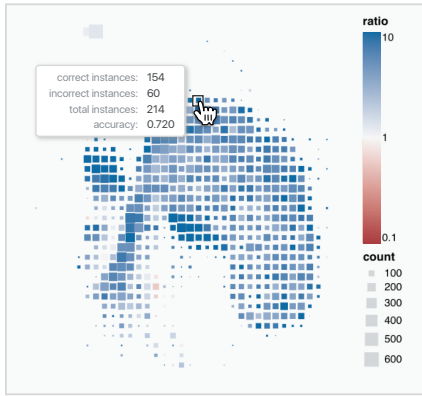 ratio
10
correct instances: 154
incorrect instances: 60
total instances: 214
accuracy: 0.720
1
0.1
count
100
200
300
400
500
600